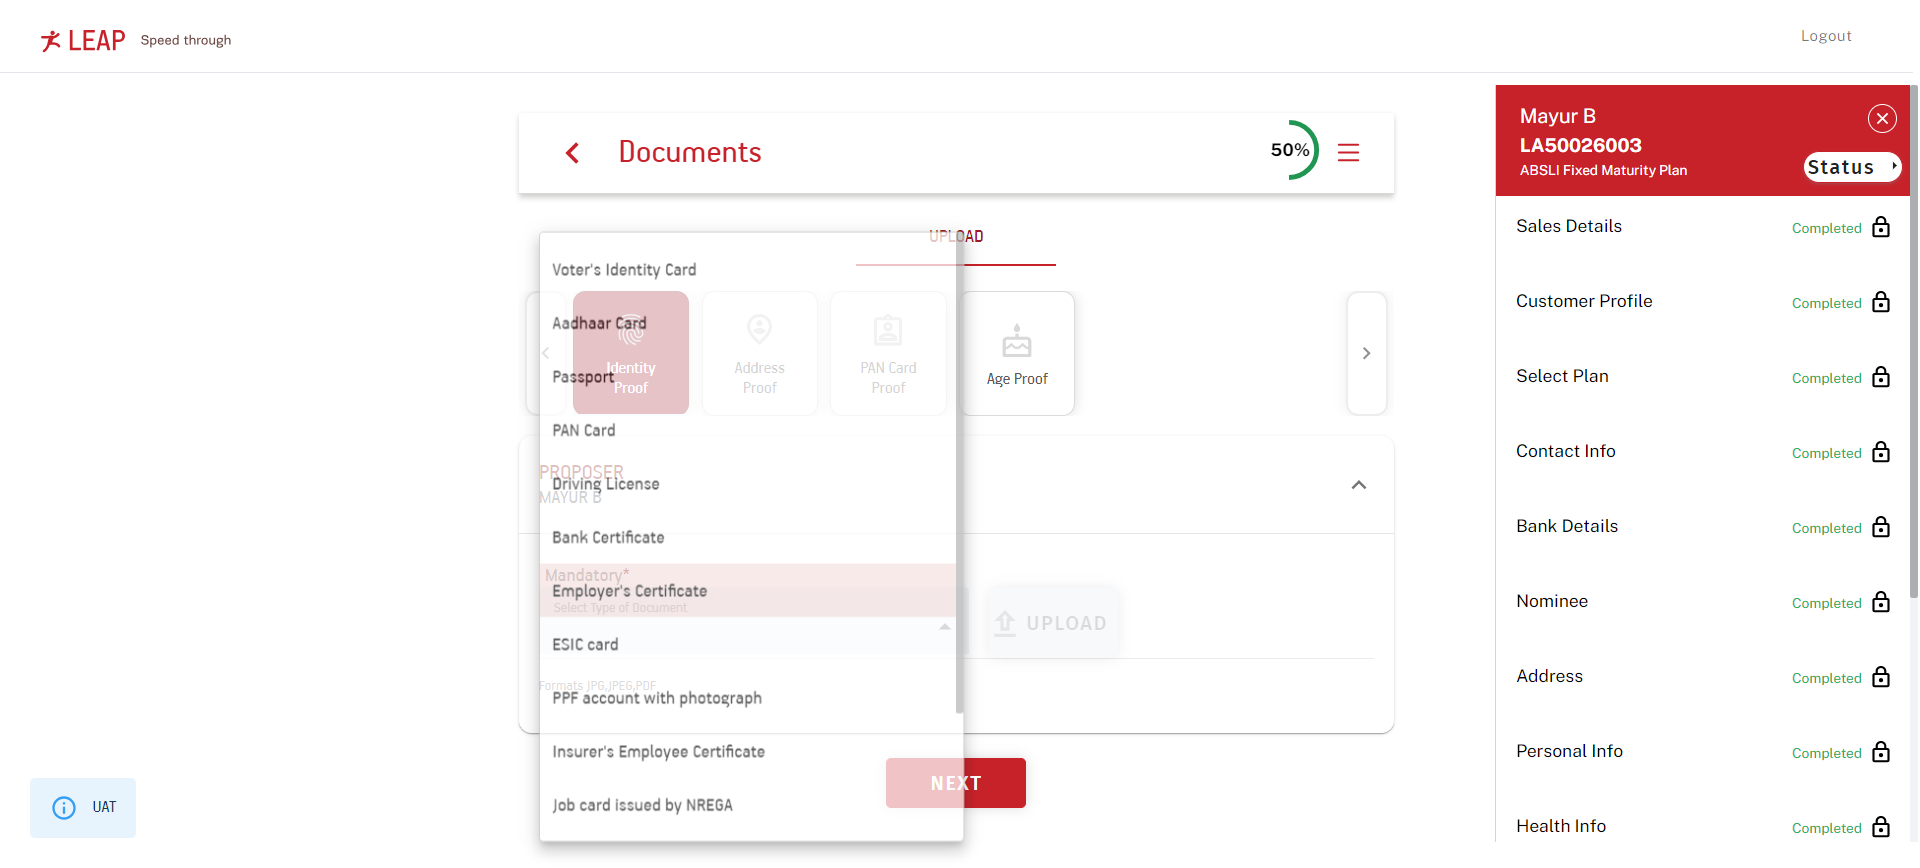 LEAP Speed through
Logout
Documents
50%
Mayur B
LA50026003
ABSLI Fixed Maturity Plan
Status
UPLOAD
Identity
Proof
Address
Proof
PAN Card
Proof
Age Proof
PROPOSER
MAYUR B
Mandatory*
Select Type of Document
UPLOAD
Formats JPG,JPEG,PDF
NEXT
Voter's Identity Card
Aadhaar Card
Passport
PAN Card
Driving License
Bank Certificate
Employer's Certificate
ESIC card
PPF account with photograph
Insurer's Employee Certificate
Job card issued by NREGA
Sales Details Completed
Customer Profile Completed
Select Plan Completed
Contact Info Completed
Bank Details Completed
Nominee Completed
Address Completed
Personal Info Completed
Health Info Completed
UAT